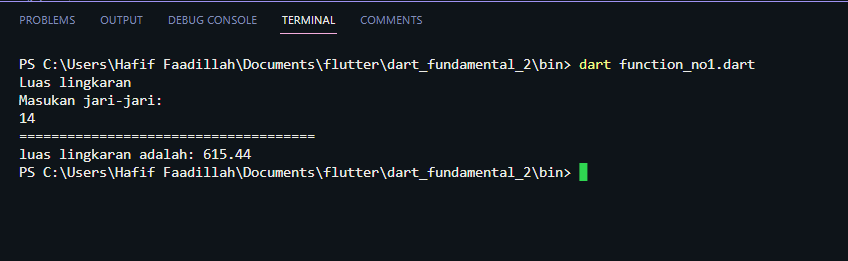 PROBLEMS OUTPUT DEBUG CONSOLE TERMINAL COMMENTS
PS C:\Users\Hafif Faadillah\Documents\flutter\dart_fundamental_2\bin> dart function_no1.dart
Luas lingkaran
Masukan jari-jari:
14
=====================================
luas lingkaran adalah: 615.44
PS C:\Users\Hafif Faadillah\Documents\flutter\dart_fundamental_2\bin>